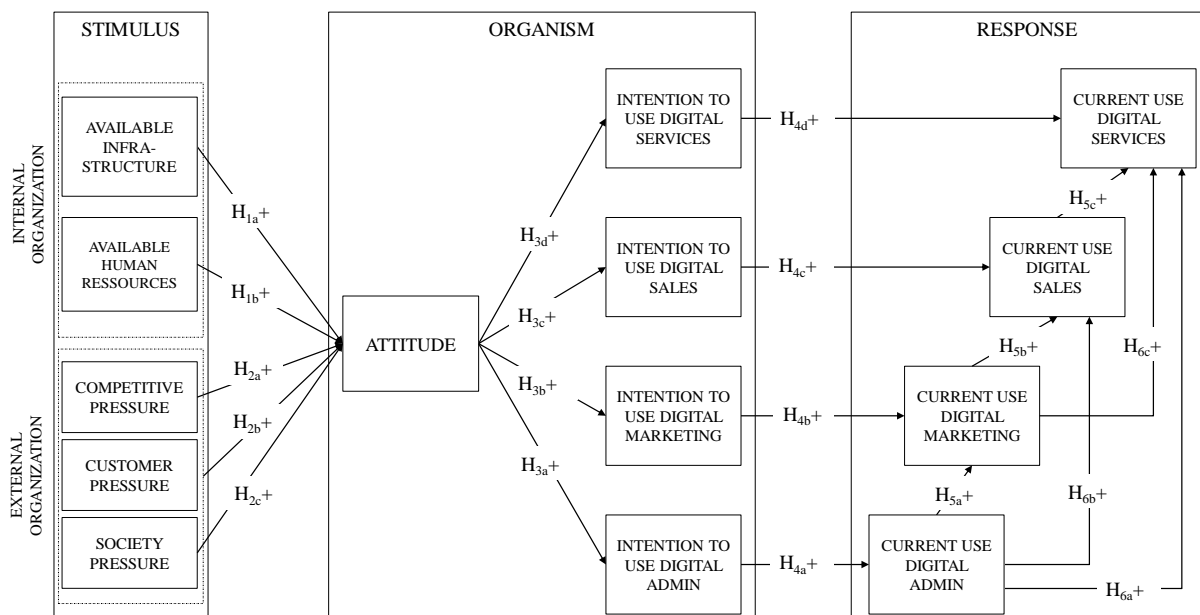 STIMULUS
ORGANISM
RESPONSE
INTERNAL
ORGANIZATION
AVAILABLE
INFRA-
STRUCTURE
AVAILABLE
HUMAN
RESSOURCES
EXTERNAL
ORGANIZATION
COMPETITIVE
PRESSURE
CUSTOMER
PRESSURE
SOCIETY
PRESSURE
H1a+
H1b+
H2a+
H2b+
H2c+
ATTITUDE
H3d+
H3c+
H3b+
H3a+
INTENTION TO
USE DIGITAL
SERVICES
INTENTION TO
USE DIGITAL
SALES
INTENTION TO
USE DIGITAL
MARKETING
INTENTION TO
USE DIGITAL
ADMIN
H4d+
H4c+
H4b+
H4a+
CURRENT USE
DIGITAL
SERVICES
H5c+
CURRENT USE
DIGITAL
SALES
H5b+
H6c+
CURRENT USE
DIGITAL
MARKETING
H5a+
H6b+
CURRENT USE
DIGITAL
ADMIN
H6a+